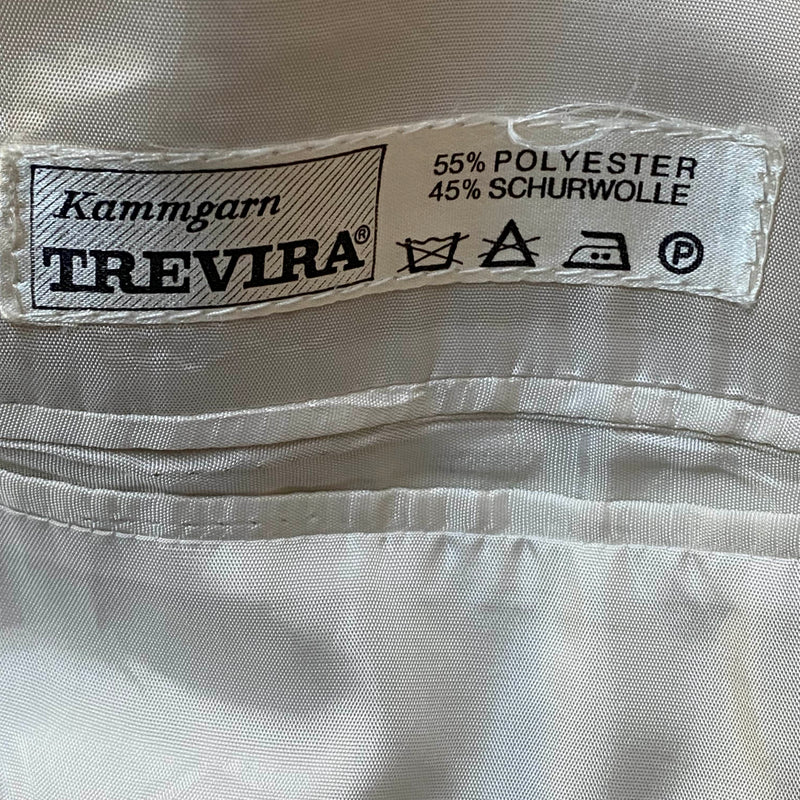 Kammgarn
TREVIRA®
55% POLYESTER
45% SCHURWOLLE
P